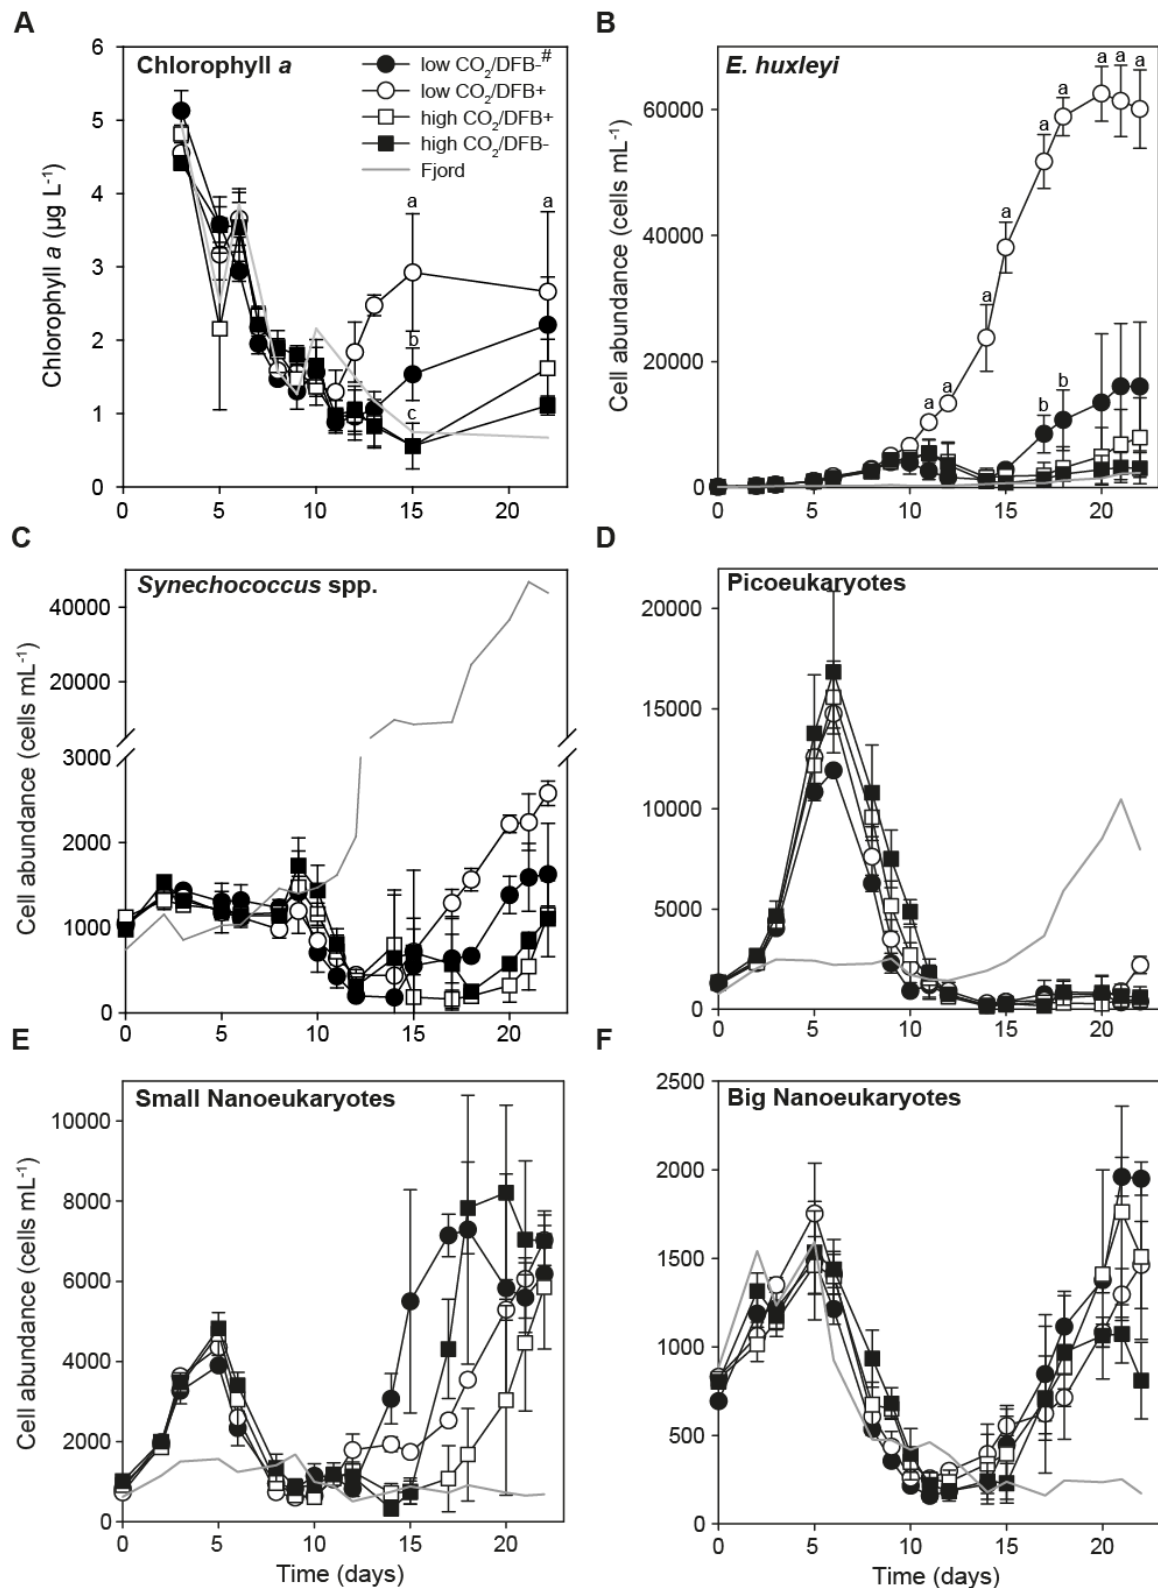 A
Chlorophyll a
low CO2/DFB-#
low CO2/DFB+
high CO2/DFB+
high CO2/DFB-
Fjord
a a
b
c
Chlorophyll a (µg L-1)
6
5
4
3
2
1
0
0 5 10 15 20
B
E. huxleyi
a a a a a a a a a
b b
Cell abundance (cells mL-1)
60000
40000
20000
0
0 5 10 15 20
C
Synechococcus spp.
Cell abundance (cells mL-1)
40000
20000
3000
2000
1000
0
0 5 10 15 20
D
Picoeukaryotes
20000
15000
10000
5000
0
0 5 10 15 20
E
Small Nanoeukaryotes
Cell abundance (cells mL-1)
10000
8000
6000
4000
2000
0
0 5 10 15 20
Time (days)
F
Big Nanoeukaryotes
2500
2000
1500
1000
500
0
0 5 10 15 20
Time (days)